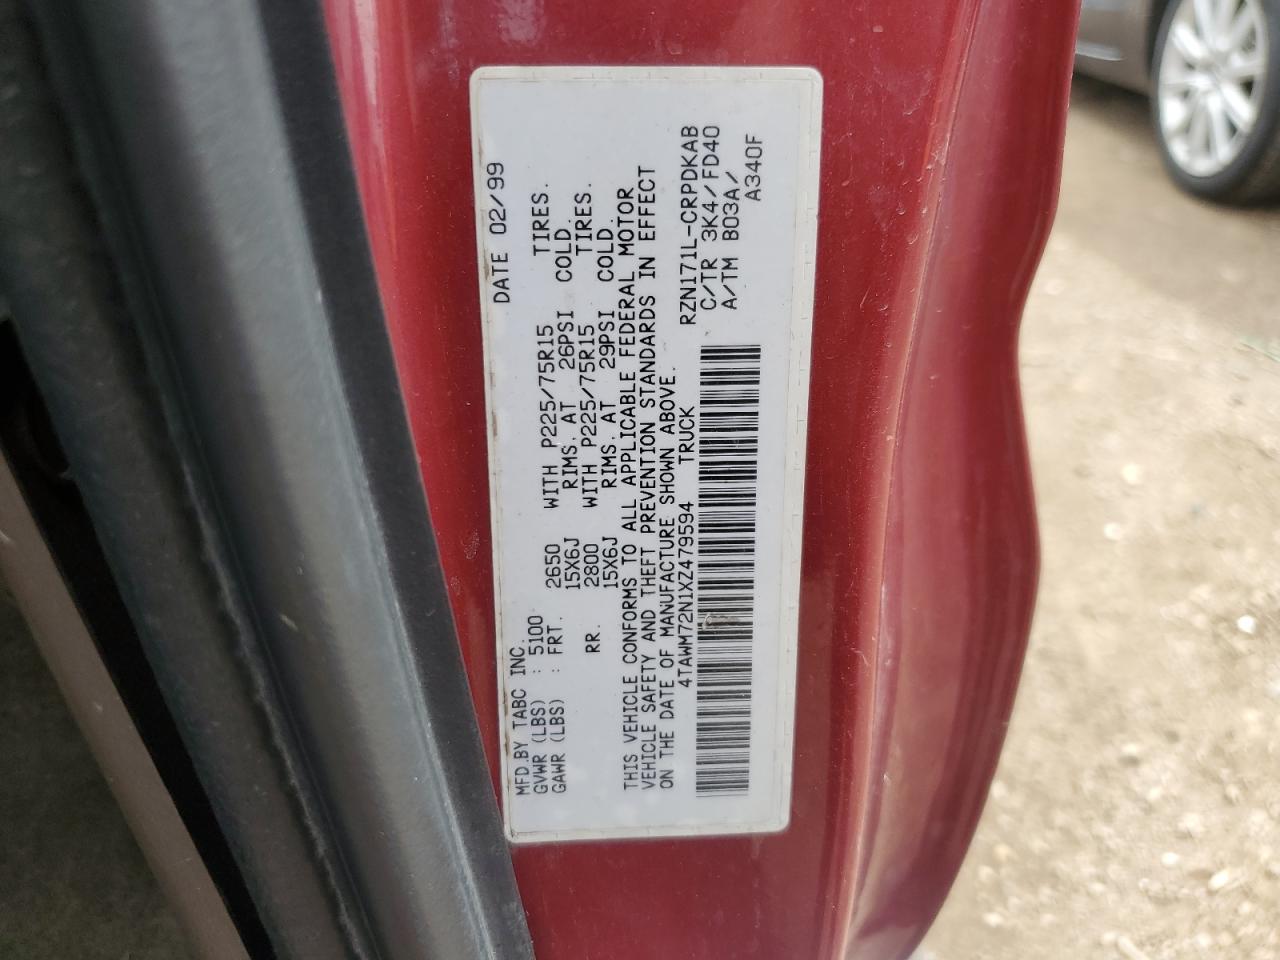 MFD.BY TABC INC. DATE 02/99
GVWR (LBS) : 5100
GAWR (LBS) : FRT. 2650 WITH P225/75R15 TIRES.
15X6J RIMS. AT 26PSI COLD.
RR. 2800 WITH P225/75R15 TIRES.
15X6J RIMS. AT 29PSI COLD.
THIS VEHICLE CONFORMS TO ALL APPLICABLE FEDERAL MOTOR
VEHICLE SAFETY AND THEFT PREVENTION STANDARDS IN EFFECT
ON THE DATE OF MANUFACTURE SHOWN ABOVE.
4TAWM72N1XZ479594 TRUCK RZN171L-CRPDKAB
C/TR 3K4/FD40
A/TM B03A/
A340F